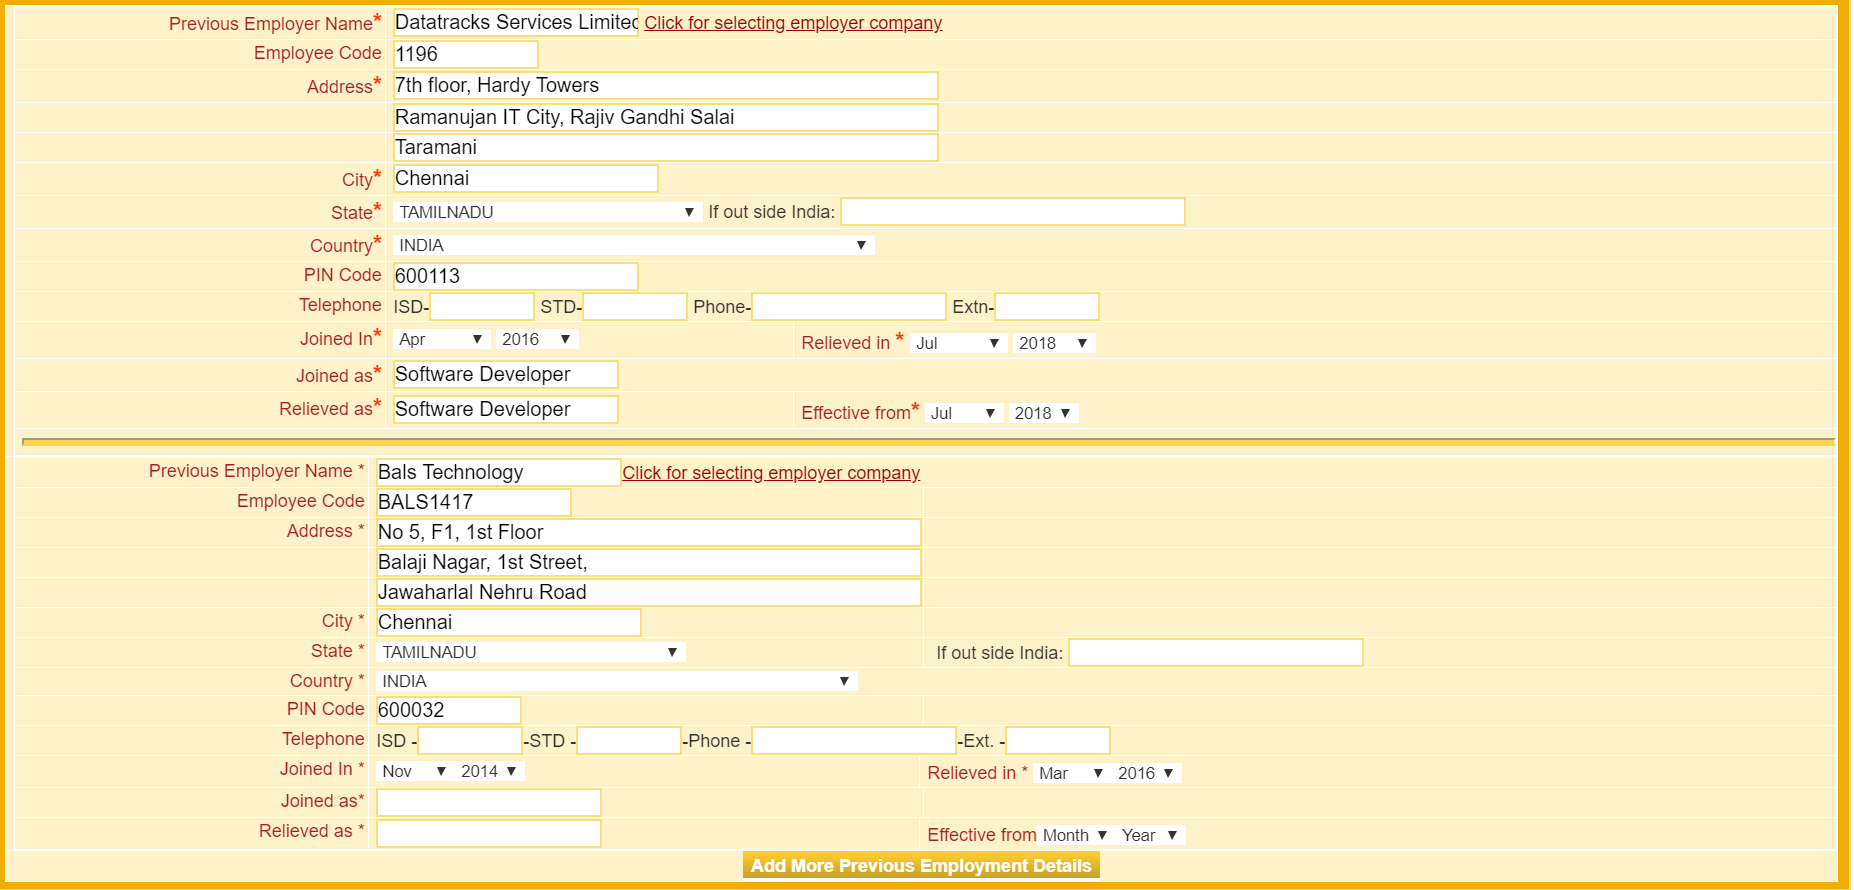 Previous Employer Name* Datatracks Services Limited Click for selecting employer company
Employee Code 1196
Address* 7th floor, Hardy Towers
Ramanujan IT City, Rajiv Gandhi Salai
Taramani
City* Chennai
State* TAMILNADU ▼ If out side India:
Country* INDIA ▼
PIN Code 600113
Telephone ISD- STD- Phone- Extn-
Joined In* Apr ▼ 2016 ▼ Relieved in * Jul ▼ 2018 ▼
Joined as* Software Developer
Relieved as* Software Developer Effective from* Jul ▼ 2018 ▼
Previous Employer Name * Bals Technology Click for selecting employer company
Employee Code BALS1417
Address * No 5, F1, 1st Floor
Balaji Nagar, 1st Street,
Jawaharlal Nehru Road
City * Chennai
State * TAMILNADU ▼ If out side India:
Country * INDIA ▼
PIN Code 600032
Telephone ISD - -STD - -Phone - -Ext. -
Joined In * Nov ▼ 2014 ▼ Relieved in * Mar ▼ 2016 ▼
Joined as*
Relieved as * Effective from Month ▼ Year ▼
Add More Previous Employment Details